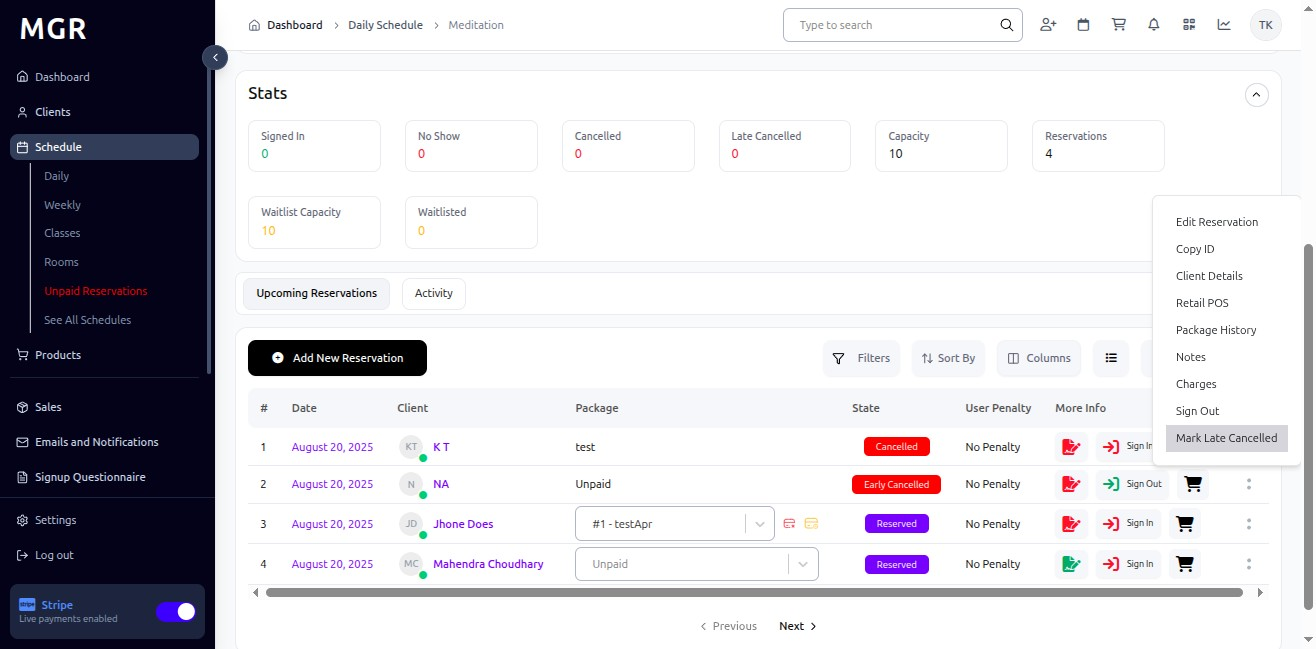 MGR
Dashboard
Clients
Schedule
Daily
Weekly
Classes
Rooms
Unpaid Reservations
See All Schedules
Products
Sales
Emails and Notifications
Signup Questionnaire
Settings
Log out
stripe Stripe
Live payments enabled
Dashboard > Daily Schedule > Meditation
Type to search
TK
Stats
Signed In
0
No Show
0
Cancelled
0
Late Cancelled
0
Capacity
10
Reservations
4
Waitlist Capacity
10
Waitlisted
0
Upcoming Reservations
Activity
Add New Reservation
Filters
Sort By
Columns
# Date Client Package State User Penalty More Info
1 August 20, 2025 KT K T test Cancelled No Penalty Sign In
2 August 20, 2025 N NA Unpaid Early Cancelled No Penalty Sign Out
3 August 20, 2025 JD Jhone Does #1 - testApr Reserved No Penalty Sign In
4 August 20, 2025 MC Mahendra Choudhary Unpaid Reserved No Penalty Sign In
Previous Next
Edit Reservation
Copy ID
Client Details
Retail POS
Package History
Notes
Charges
Sign Out
Mark Late Cancelled